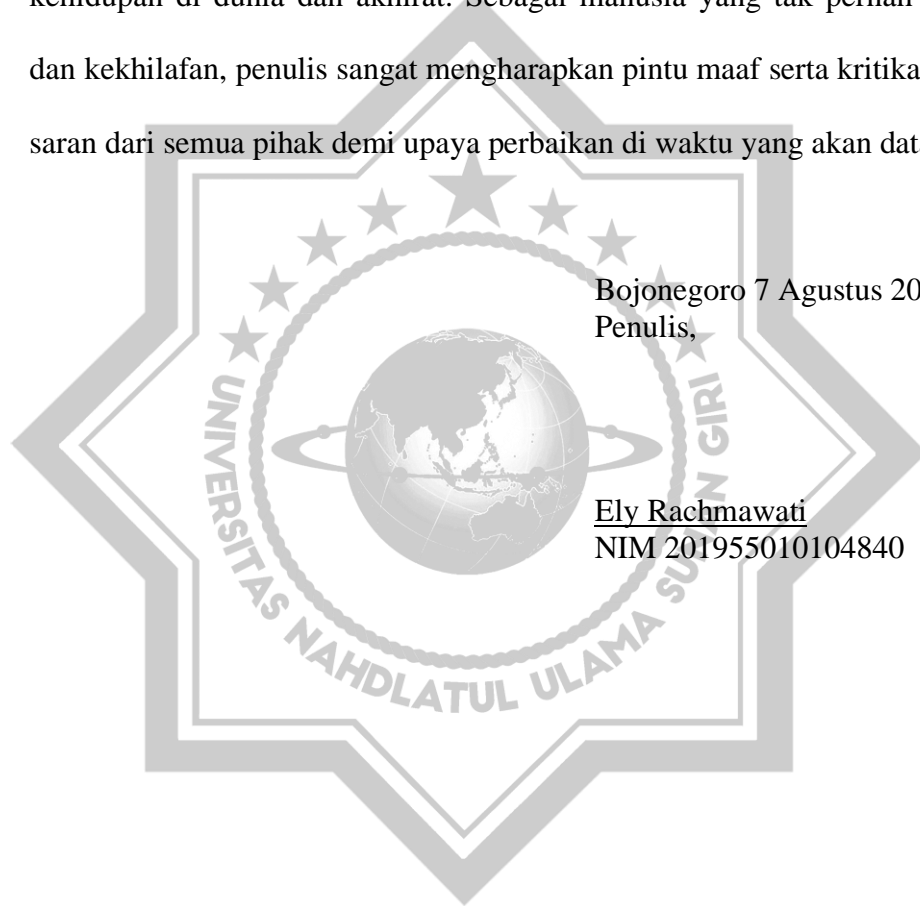 kehidupan di dunia dan akhirat. Sebagai manusia yang tak pernah
dan kekhilafan, penulis sangat mengharapkan pintu maaf serta kritika
saran dari semua pihak demi upaya perbaikan di waktu yang akan dat
Bojonegoro 7 Agustus 20
Penulis,
Ely Rachmawati
NIM 201955010104840
UNIVERSITAS NAHDLATUL ULAMA SUNAN GIRI